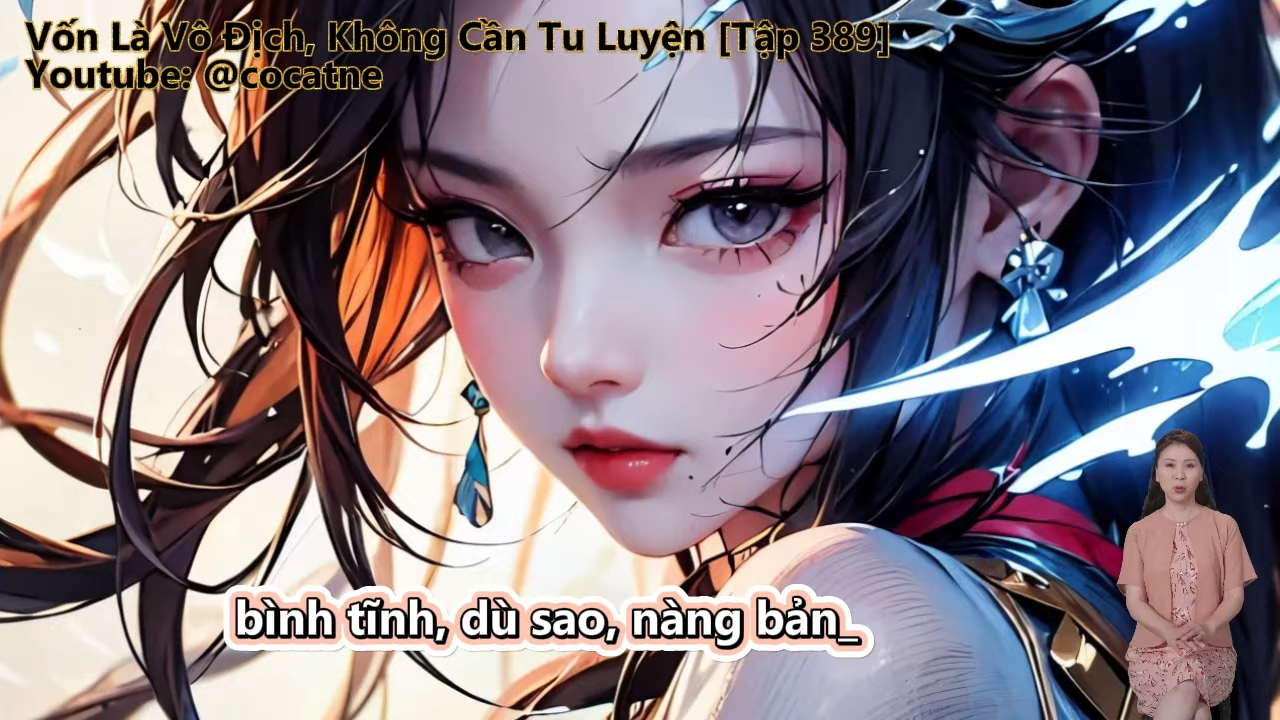 Vốn Là Vô Địch, Không Cần Tu Luyện [Tập 389]
Youtube: @cocatne
bình tĩnh, dù sao, nàng bản_